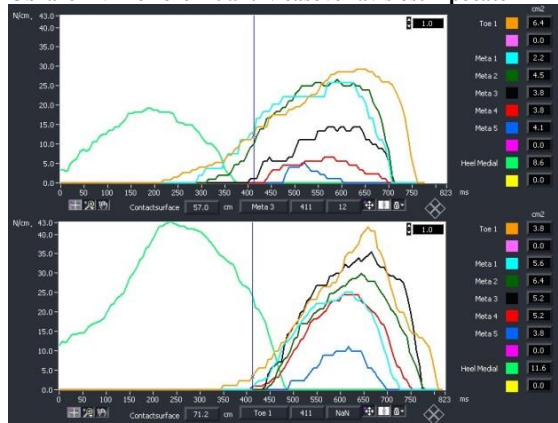 N/cm,
43.0
40.0
35.0
30.0
25.0
20.0
15.0
10.0
5.0
0.0
0 50 100 150 200 250 300 350 400 450 500 550 600 650 700 750 823 ms
1.0
Contactsurface 57.0 cm Meta 3 411 12
cm2
Toe 1 6.4
0.0
Meta 1 2.2
Meta 2 4.5
Meta 3 3.8
Meta 4 3.8
Meta 5 4.1
0.0
Heel Medial 8.6
0.0
N/cm,
43.0
40.0
35.0
30.0
25.0
20.0
15.0
10.0
5.0
0.0
0 50 100 150 200 250 300 350 400 450 500 550 600 650 700 750 823 ms
1.0
Contactsurface 71.2 cm Toe 1 411 NaN
cm2
Toe 1 3.8
0.0
Meta 1 5.6
Meta 2 6.4
Meta 3 5.2
Meta 4 5.2
Meta 5 3.8
0.0
Heel Medial 11.6
0.0